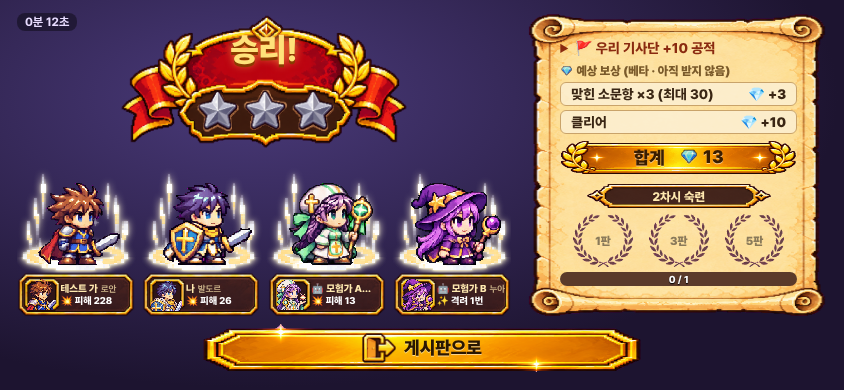 0분 12초
승리!
▶ 🚩 우리 기사단 +10 공적
💎 예상 보상 (베타 · 아직 받지 않음)
맞힌 소문항 ×3 (최대 30) 💎 +3
클리어 💎 +10
합계 💎 13
2차시 숙련
1판 3판 5판
0 / 1
테스트 가 로안
💥 피해 228
나 발도르
💥 피해 26
🤖 모험가 A...
💥 피해 13
🤖 모험가 B 누아
✨ 격려 1번
게시판으로